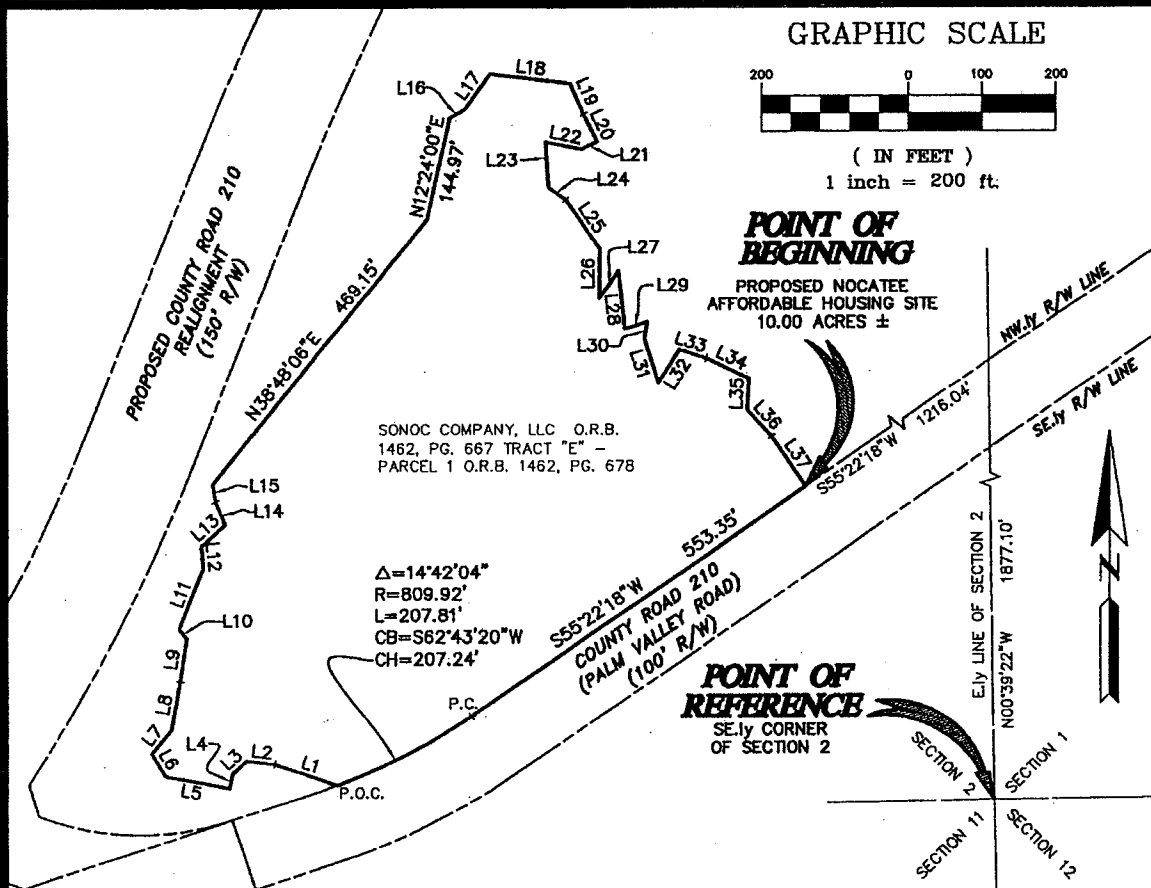 GRAPHIC SCALE
200 0 100 200
( IN FEET )
1 inch = 200 ft.
L16
L17
L18
L19
L20
L21
L22
L23
L24
L25
L26
L27
L28
L29
L30
L31
L32
L33
L34
L35
L36
L37
N12°24'00"E
144.97'
N38°48'06"E 469.15'
PROPOSED COUNTY ROAD 210
REALIGNMENT
(150' R/W)
POINT OF
BEGINNING
PROPOSED NOCATEE
AFFORDABLE HOUSING SITE
10.00 ACRES ±
NW.ly R/W LINE
SE.ly R/W LINE
S55°22'18"W 1216.04'
SONOC COMPANY, LLC O.R.B.
1462, PG. 667 TRACT "E" –
PARCEL 1 O.R.B. 1462, PG. 678
L15
L14
L13
L12
L11
L10
L9
L8
L7
L6
L5
L4
L3
L2
L1
Δ=14°42'04"
R=809.92'
L=207.81'
CB=S62°43'20"W
CH=207.24'
S55°22'18"W 553.35'
COUNTY ROAD 210
(PALM VALLEY ROAD)
(100' R/W)
P.C.
P.O.C.
E.ly LINE OF SECTION 2
N00°39'22"W 1877.10'
N
POINT OF
REFERENCE
SE.ly CORNER
OF SECTION 2
SECTION 2
SECTION 1
SECTION 11
SECTION 12